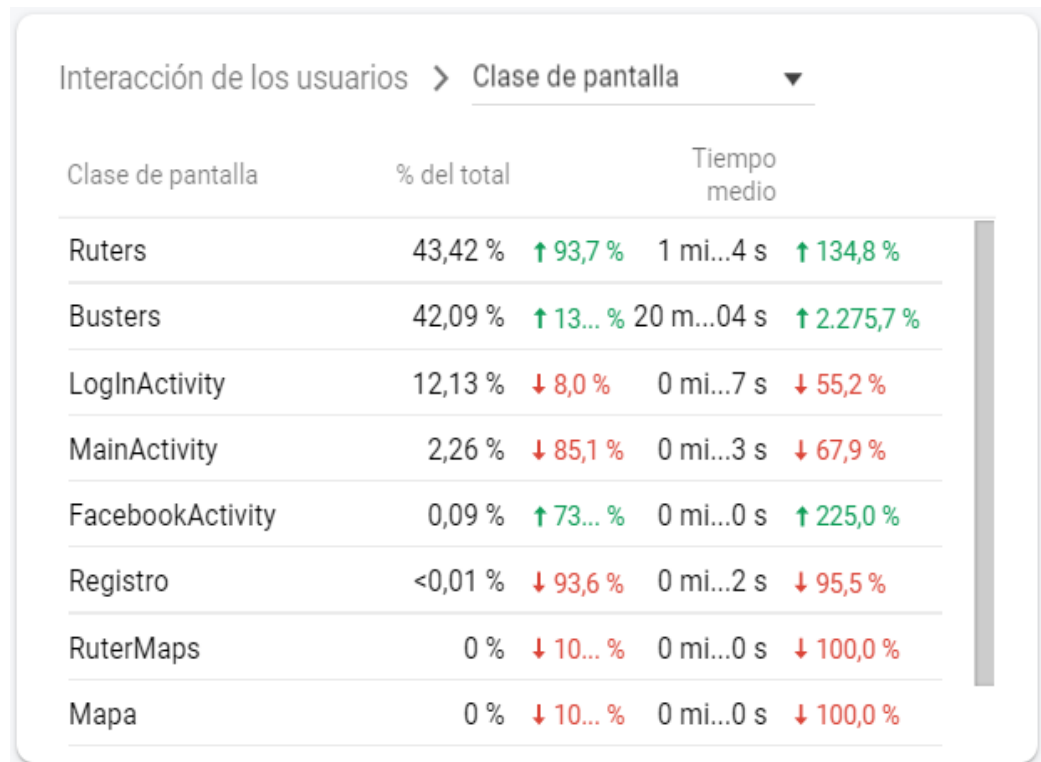 Interacción de los usuarios > Clase de pantalla
Clase de pantalla % del total Tiempo medio
Ruters 43,42 % ↑ 93,7 % 1 mi...4 s ↑ 134,8 %
Busters 42,09 % ↑ 13... % 20 m...04 s ↑ 2.275,7 %
LogInActivity 12,13 % ↓ 8,0 % 0 mi...7 s ↓ 55,2 %
MainActivity 2,26 % ↓ 85,1 % 0 mi...3 s ↓ 67,9 %
FacebookActivity 0,09 % ↑ 73... % 0 mi...0 s ↑ 225,0 %
Registro <0,01 % ↓ 93,6 % 0 mi...2 s ↓ 95,5 %
RuterMaps 0 % ↓ 10... % 0 mi...0 s ↓ 100,0 %
Mapa 0 % ↓ 10... % 0 mi...0 s ↓ 100,0 %